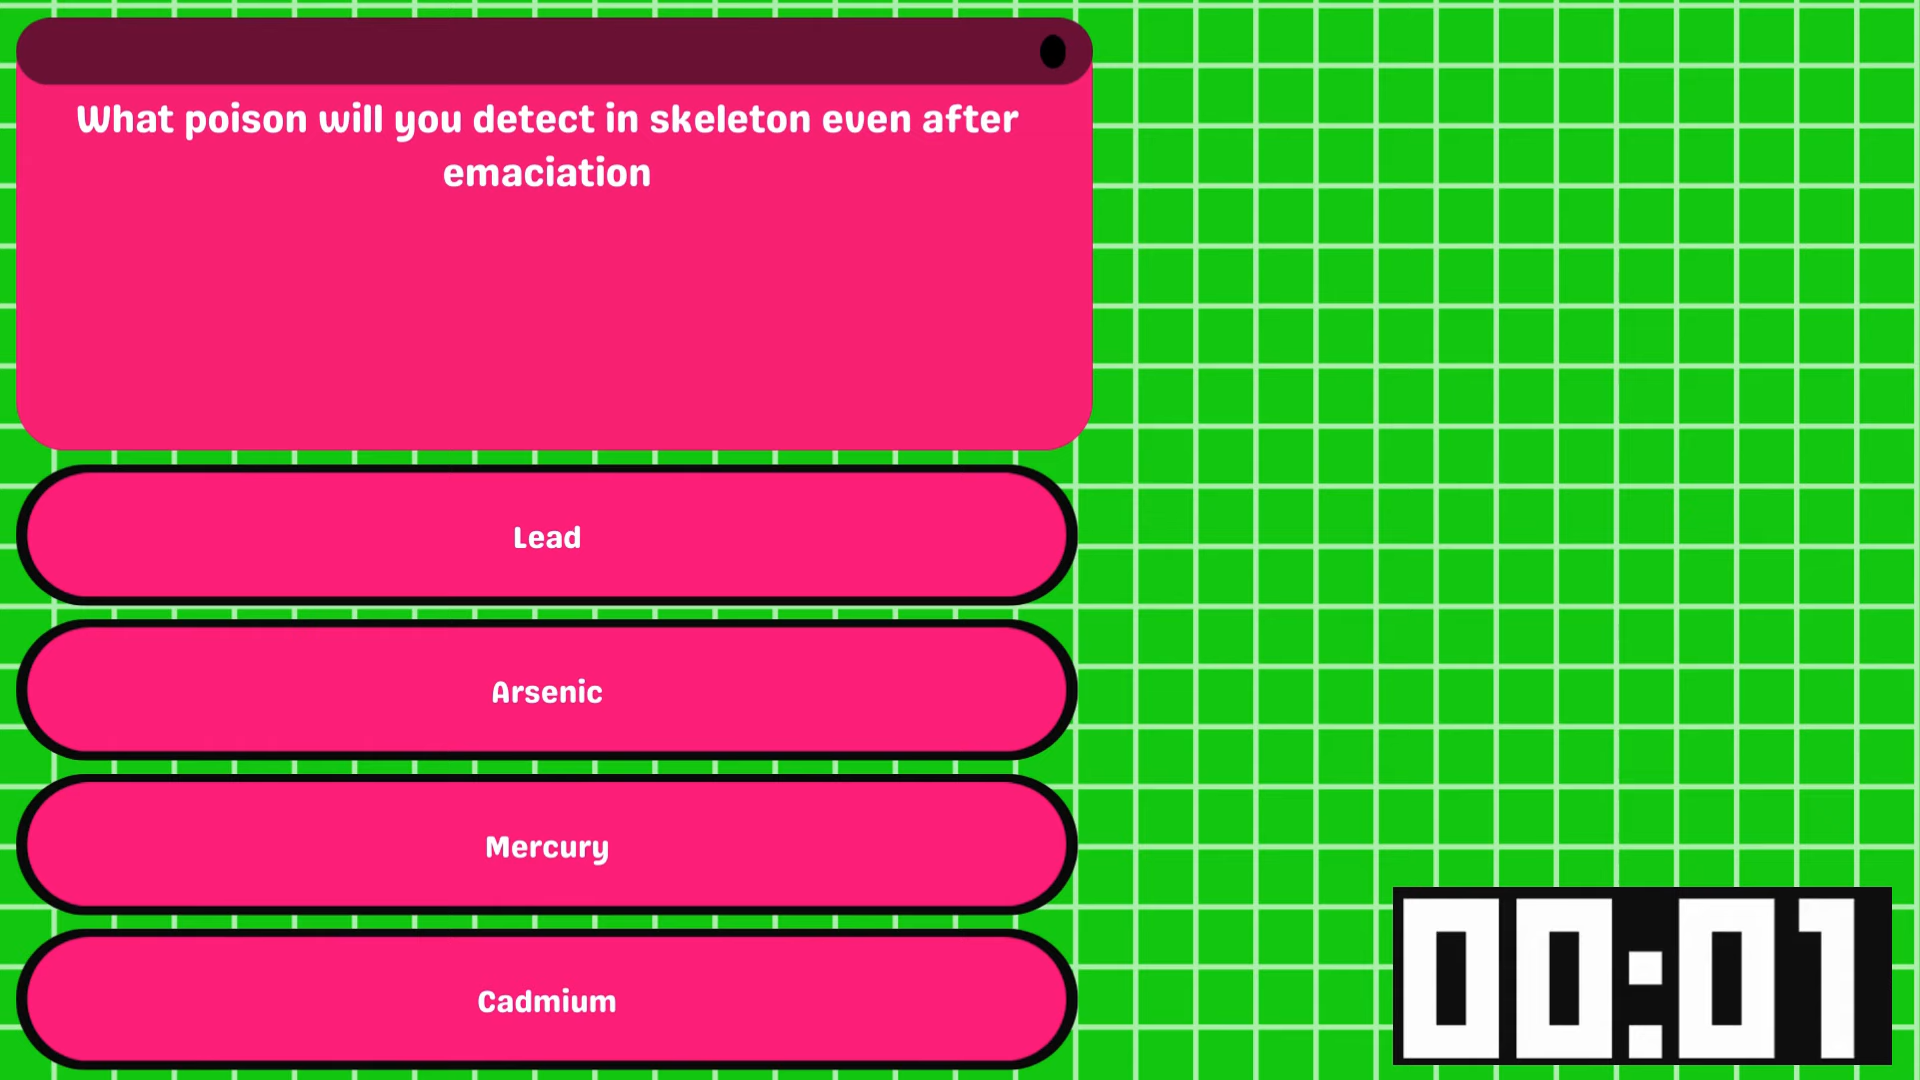 What poison will you detect in skeleton even after
emaciation
Lead
Arsenic
Mercury
Cadmium
00:01